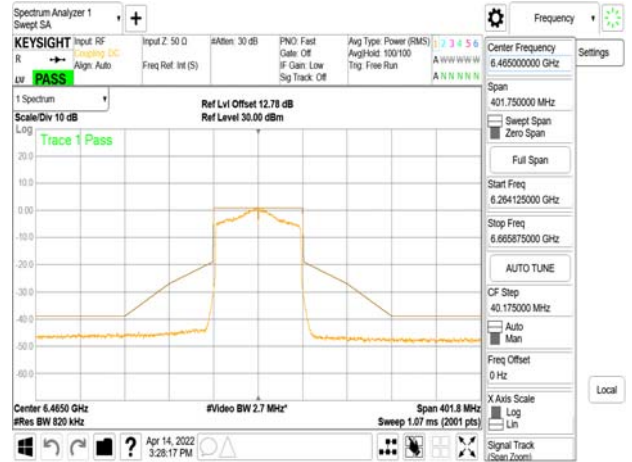 Spectrum Analyzer 1
Swept SA
Frequency
KEYSIGHT
Input: RF
Coupling: DC
Align: Auto
Input Z: 50 Ω
Freq Ref: Int (S)
#Atten: 30 dB
PNO: Fast
Gate: Off
IF Gain: Low
Sig Track: Off
Avg Type: Power (RMS)
Avg|Hold: 100/100
Trig: Free Run
1 2 3 4 5 6
A W W W W W
A N N N N N
R
LU
PASS
1 Spectrum
Scale/Div 10 dB
Ref Lvl Offset 12.78 dB
Ref Level 30.00 dBm
Log
Trace 1 Pass
20.0
10.0
0.00
-10.0
-20.0
-30.0
-40.0
-50.0
-60.0
Center 6.4650 GHz
#Res BW 820 kHz
#Video BW 2.7 MHz*
Span 401.8 MHz
Sweep 1.07 ms (2001 pts)
Apr 14, 2022
3:28:17 PM
Center Frequency
6.465000000 GHz
Settings
Span
401.750000 MHz
Swept Span
Zero Span
Full Span
Start Freq
6.264125000 GHz
Stop Freq
6.665875000 GHz
AUTO TUNE
CF Step
40.175000 MHz
Auto
Man
Freq Offset
0 Hz
X Axis Scale
Log
Lin
Signal Track
(Span Zoom)
Local